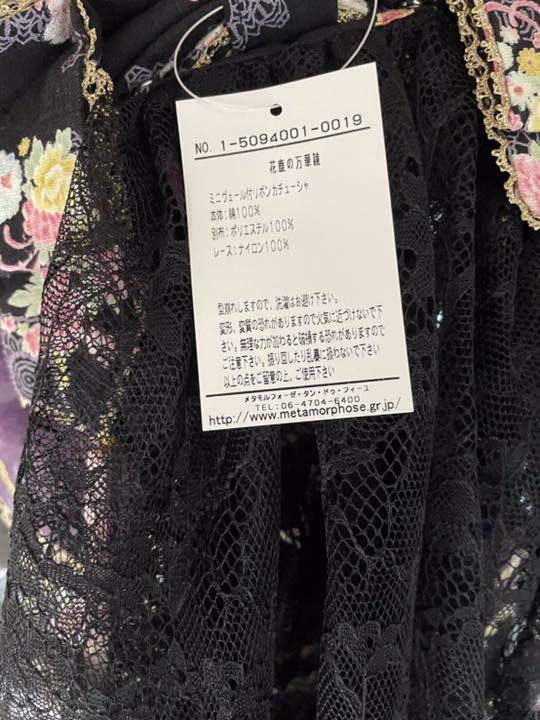 NO. 1-5094001-0019
花塵の万華鏡
ミニヴェール付リボンカチューシャ
本体:綿100%
別布:ポリエステル100%
レース:ナイロン100%
型崩れしますので、洗濯はお避け下さい。
変形、変質の恐れがありますので火気に近づけないで下
さい。無理な力が加わると破損する恐れがありますので
ご注意下さい。振り回したり乱暴に扱わないで下さい
以上の点をご留意の上、ご使用下さい
メタモルフォーゼ・タン・ドゥ・フィーユ
TEL:06-4704-6400
http://www.metamorphose.gr.jp/